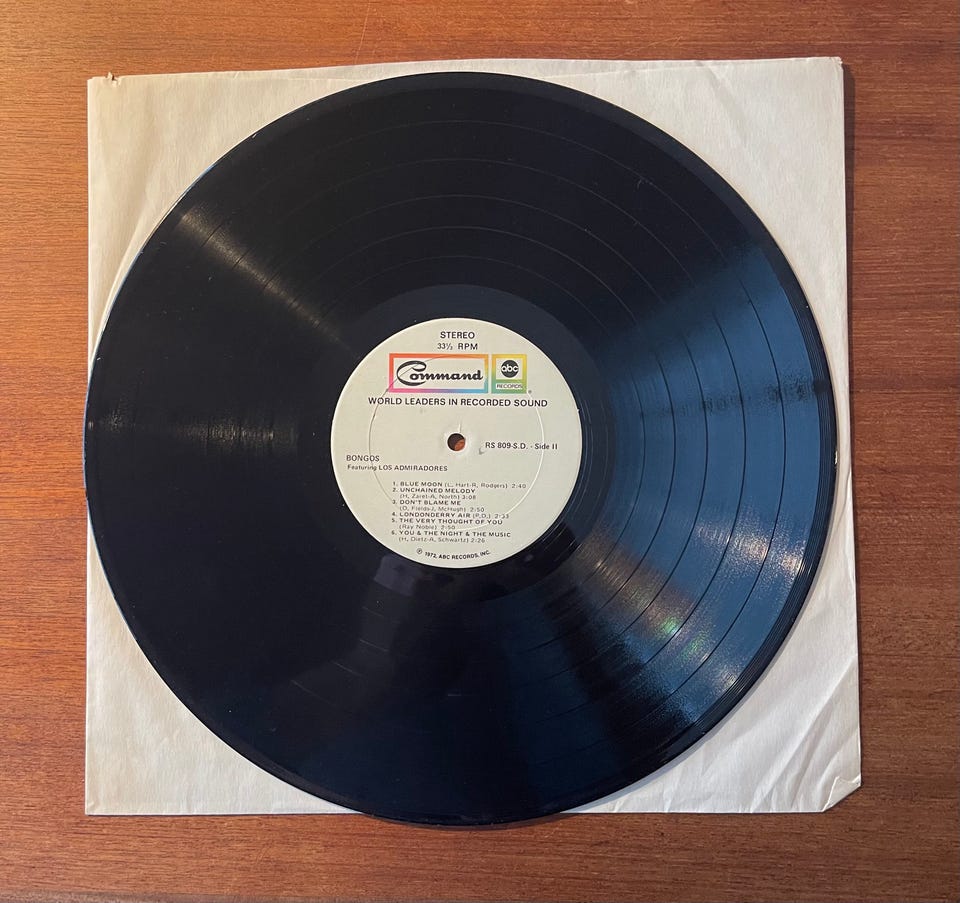 STEREO
33⅓ RPM
Command abc
RECORDS
WORLD LEADERS IN RECORDED SOUND
RS 809-S.D. - Side II
BONGOS
Featuring LOS ADMIRADORES
1. BLUE MOON (L. Hart-R. Rodgers) 2:40
2. UNCHAINED MELODY
(H. Zaret-A. North) 3:08
3. DON'T BLAME ME
(D. Fields-J. McHugh) 2:50
4. LONDONDERRY AIR (P.D.) 2:33
5. THE VERY THOUGHT OF YOU
(Ray Noble) 2:50
6. YOU & THE NIGHT & THE MUSIC
(H. Dietz-A. Schwartz) 2:26
℗ 1972, ABC RECORDS, INC.